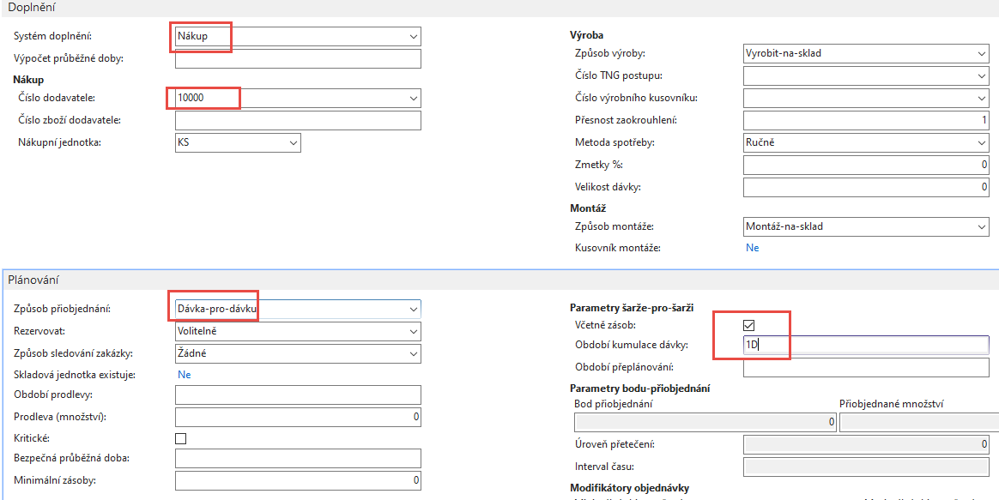 Doplnění
Systém doplnění: Nákup
Výpočet průběžné doby:
Nákup
Číslo dodavatele: 10000
Číslo zboží dodavatele:
Nákupní jednotka: KS
Výroba
Způsob výroby: Vyrobit-na-sklad
Číslo TNG postupu:
Číslo výrobního kusovníku:
Přesnost zaokrouhlení: 1
Metoda spotřeby: Ručně
Zmetky %: 0
Velikost dávky: 0
Montáž
Způsob montáže: Montáž-na-sklad
Kusovník montáže: Ne
Plánování
Způsob přiobjednání: Dávka-pro-dávku
Rezervovat: Volitelně
Způsob sledování zakázky: Žádné
Skladová jednotka existuje: Ne
Období prodlevy:
Prodleva (množství): 0
Kritické:
Bezpečná průběžná doba:
Minimální zásoby: 0
Parametry šarže-pro-šarži
Včetně zásob:
Období kumulace dávky: 1D
Období přeplánování:
Parametry bodu-přiobjednání
Bod přiobjednání Přiobjednané množství
0
Úroveň přetečení: 0
Interval času:
Modifikátory objednávky